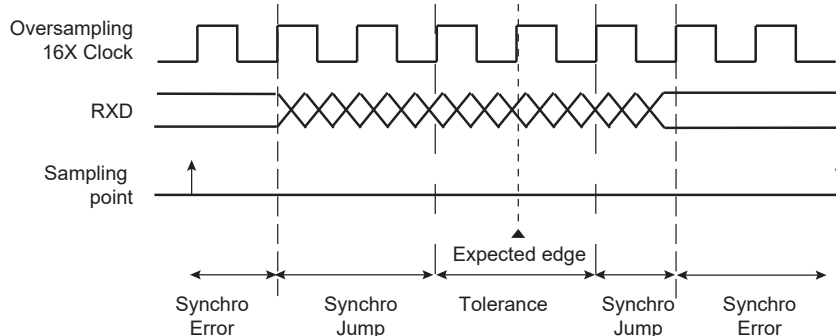 Oversampling
16X Clock
RXD
Sampling
point
Expected edge
Synchro
Error
Synchro
Jump
Tolerance
Synchro
Jump
Synchro
Error